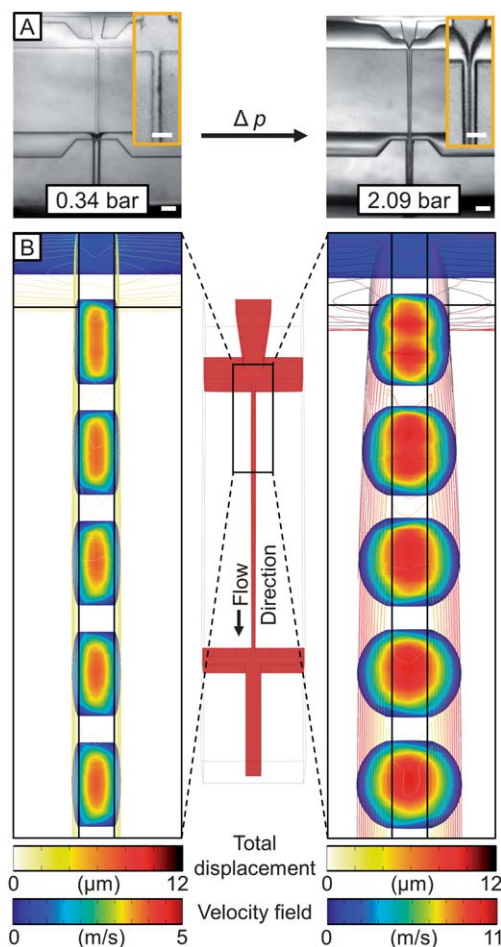 A
Δ p
0.34 bar
2.09 bar
B
Flow
Direction
Total
displacement
0 (μm) 12
0 (μm) 12
Velocity field
0 (m/s) 5
0 (m/s) 11